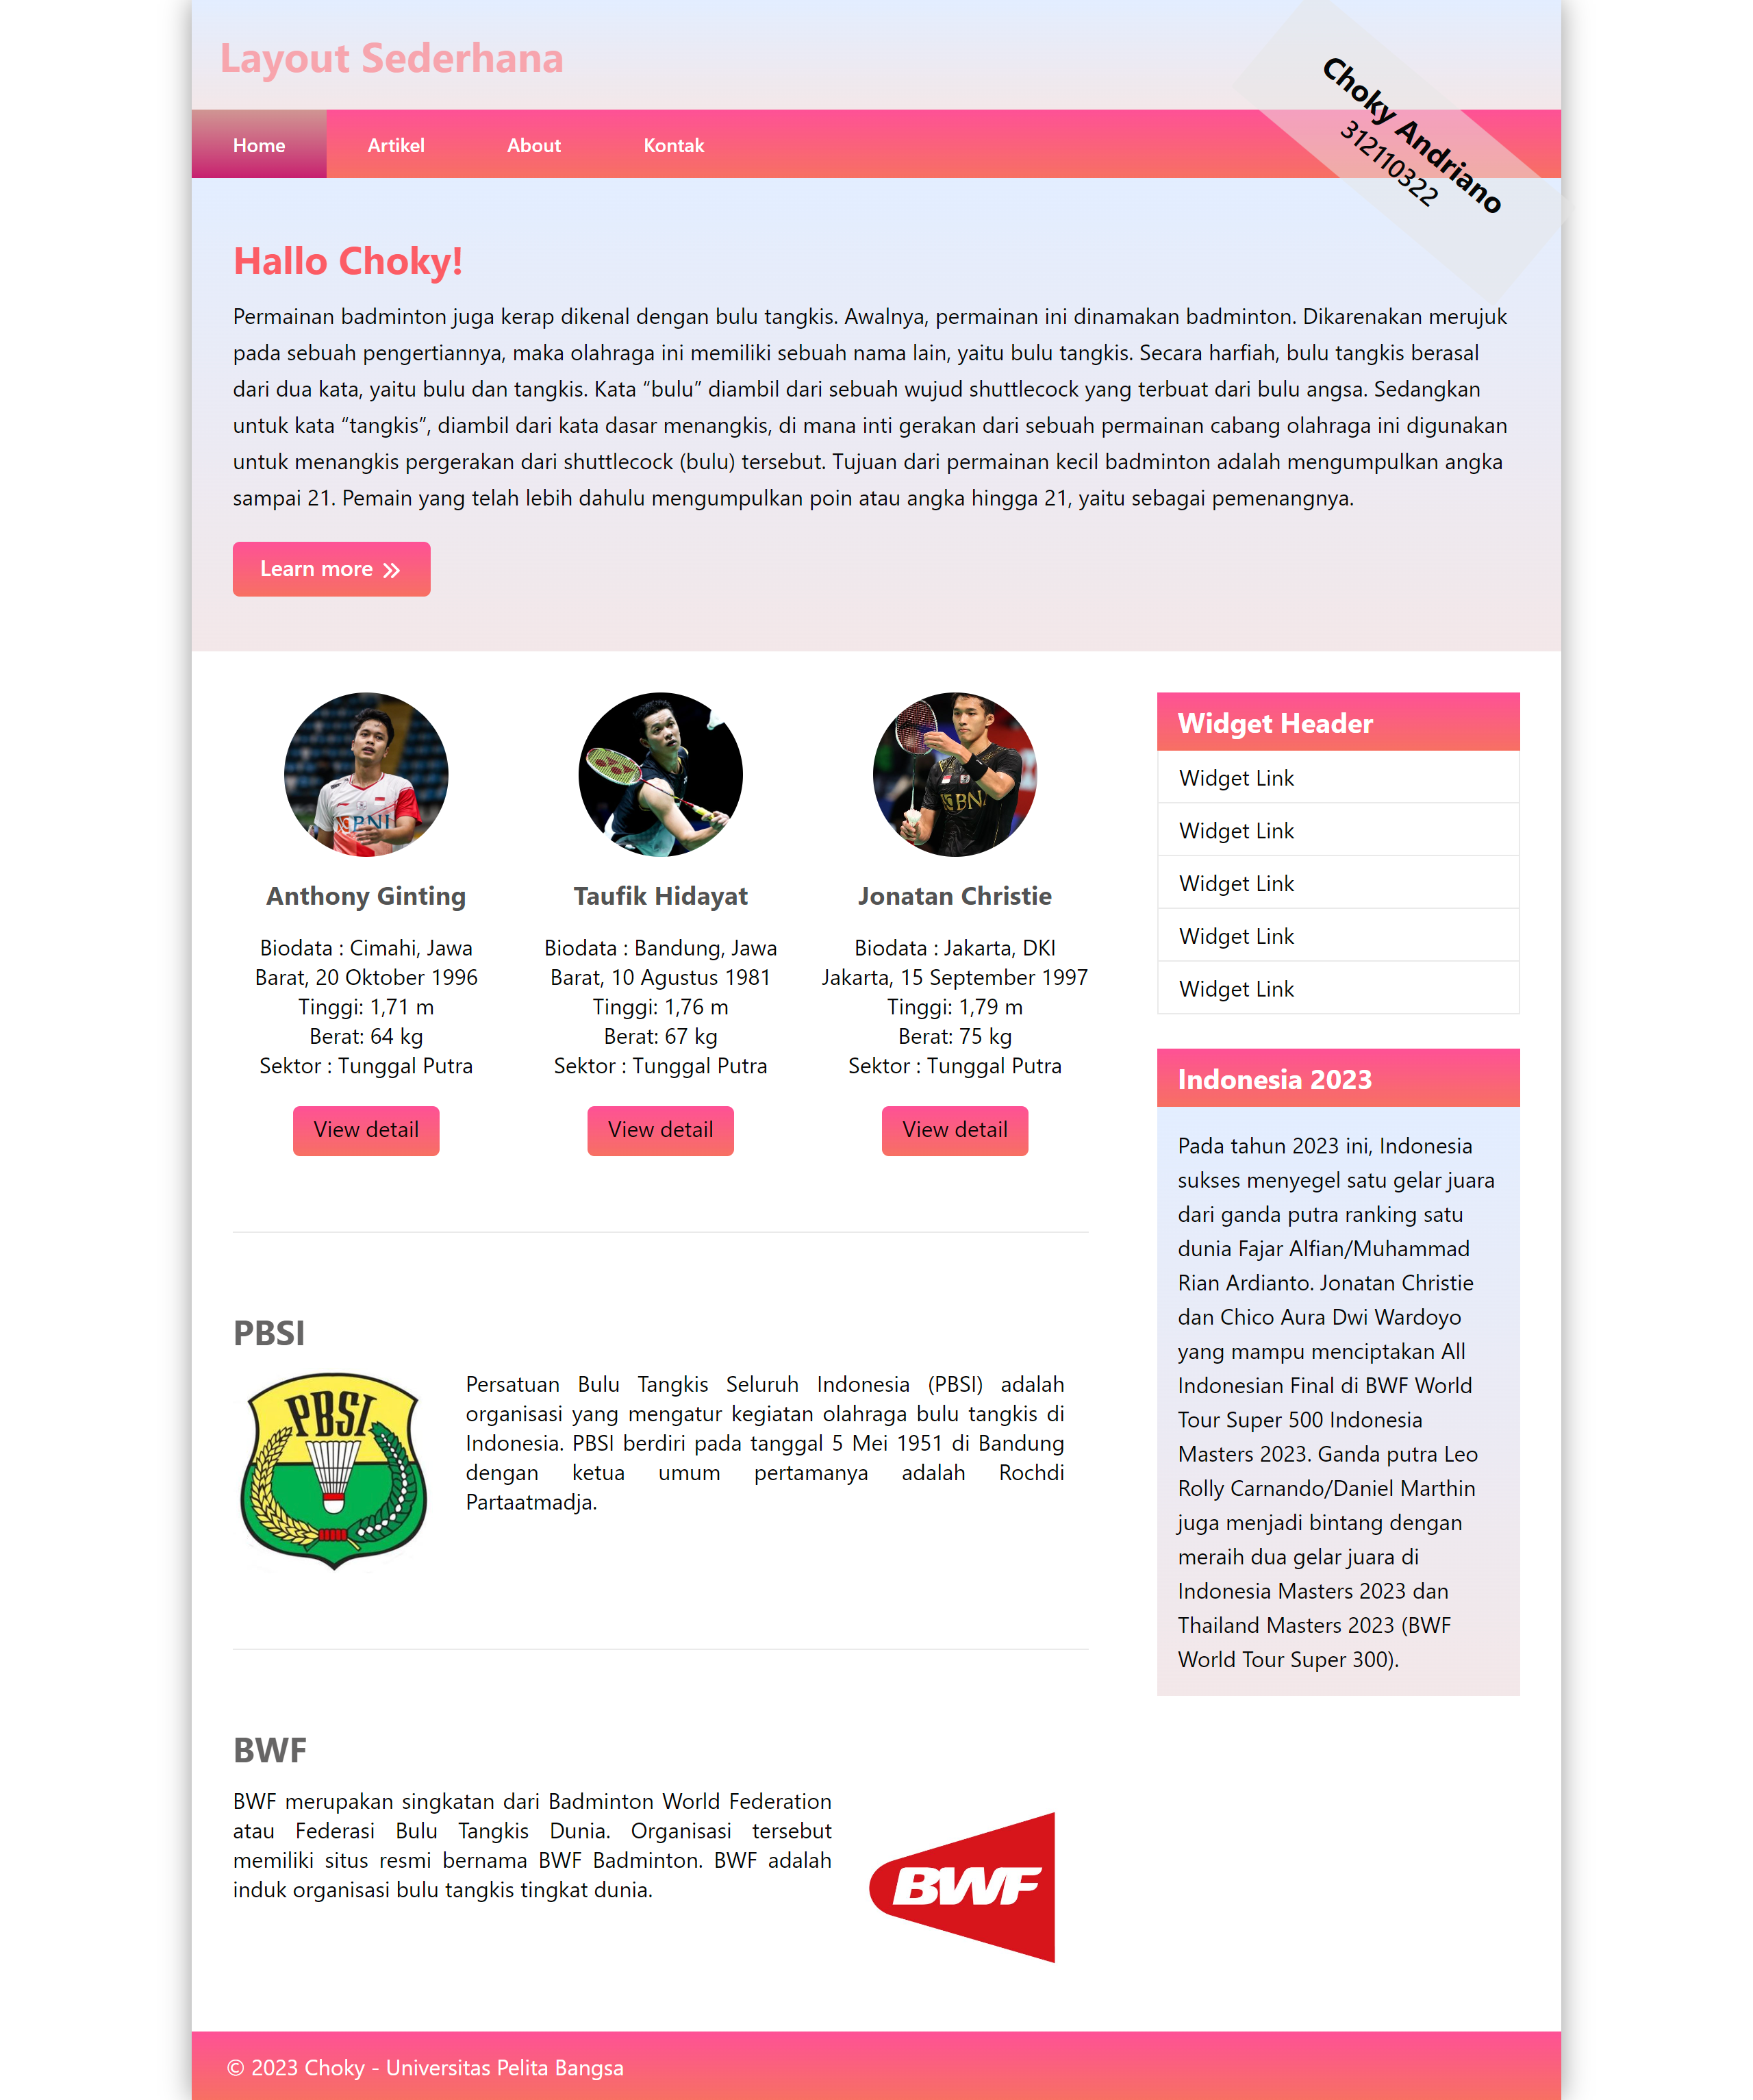 Layout Sederhana
Choky Andriano
312110322
Home
Artikel
About
Kontak
Hallo Choky!
Permainan badminton juga kerap dikenal dengan bulu tangkis. Awalnya, permainan ini dinamakan badminton. Dikarenakan merujuk
pada sebuah pengertiannya, maka olahraga ini memiliki sebuah nama lain, yaitu bulu tangkis. Secara harfiah, bulu tangkis berasal
dari dua kata, yaitu bulu dan tangkis. Kata “bulu” diambil dari sebuah wujud shuttlecock yang terbuat dari bulu angsa. Sedangkan
untuk kata “tangkis”, diambil dari kata dasar menangkis, di mana inti gerakan dari sebuah permainan cabang olahraga ini digunakan
untuk menangkis pergerakan dari shuttlecock (bulu) tersebut. Tujuan dari permainan kecil badminton adalah mengumpulkan angka
sampai 21. Pemain yang telah lebih dahulu mengumpulkan poin atau angka hingga 21, yaitu sebagai pemenangnya.
Learn more »
BNI
Anthony Ginting
Biodata : Cimahi, Jawa
Barat, 20 Oktober 1996
Tinggi: 1,71 m
Berat: 64 kg
Sektor : Tunggal Putra
View detail
Taufik Hidayat
Biodata : Bandung, Jawa
Barat, 10 Agustus 1981
Tinggi: 1,76 m
Berat: 67 kg
Sektor : Tunggal Putra
View detail
BNI
Jonatan Christie
Biodata : Jakarta, DKI
Jakarta, 15 September 1997
Tinggi: 1,79 m
Berat: 75 kg
Sektor : Tunggal Putra
View detail
Widget Header
Widget Link
Widget Link
Widget Link
Widget Link
Widget Link
Indonesia 2023
Pada tahun 2023 ini, Indonesia
sukses menyegel satu gelar juara
dari ganda putra ranking satu
dunia Fajar Alfian/Muhammad
Rian Ardianto. Jonatan Christie
dan Chico Aura Dwi Wardoyo
yang mampu menciptakan All
Indonesian Final di BWF World
Tour Super 500 Indonesia
Masters 2023. Ganda putra Leo
Rolly Carnando/Daniel Marthin
juga menjadi bintang dengan
meraih dua gelar juara di
Indonesia Masters 2023 dan
Thailand Masters 2023 (BWF
World Tour Super 300).
PBSI
PBSI
Persatuan Bulu Tangkis Seluruh Indonesia (PBSI) adalah
organisasi yang mengatur kegiatan olahraga bulu tangkis di
Indonesia. PBSI berdiri pada tanggal 5 Mei 1951 di Bandung
dengan ketua umum pertamanya adalah Rochdi
Partaatmadja.
BWF
BWF merupakan singkatan dari Badminton World Federation
atau Federasi Bulu Tangkis Dunia. Organisasi tersebut
memiliki situs resmi bernama BWF Badminton. BWF adalah
induk organisasi bulu tangkis tingkat dunia.
BWF
© 2023 Choky - Universitas Pelita Bangsa